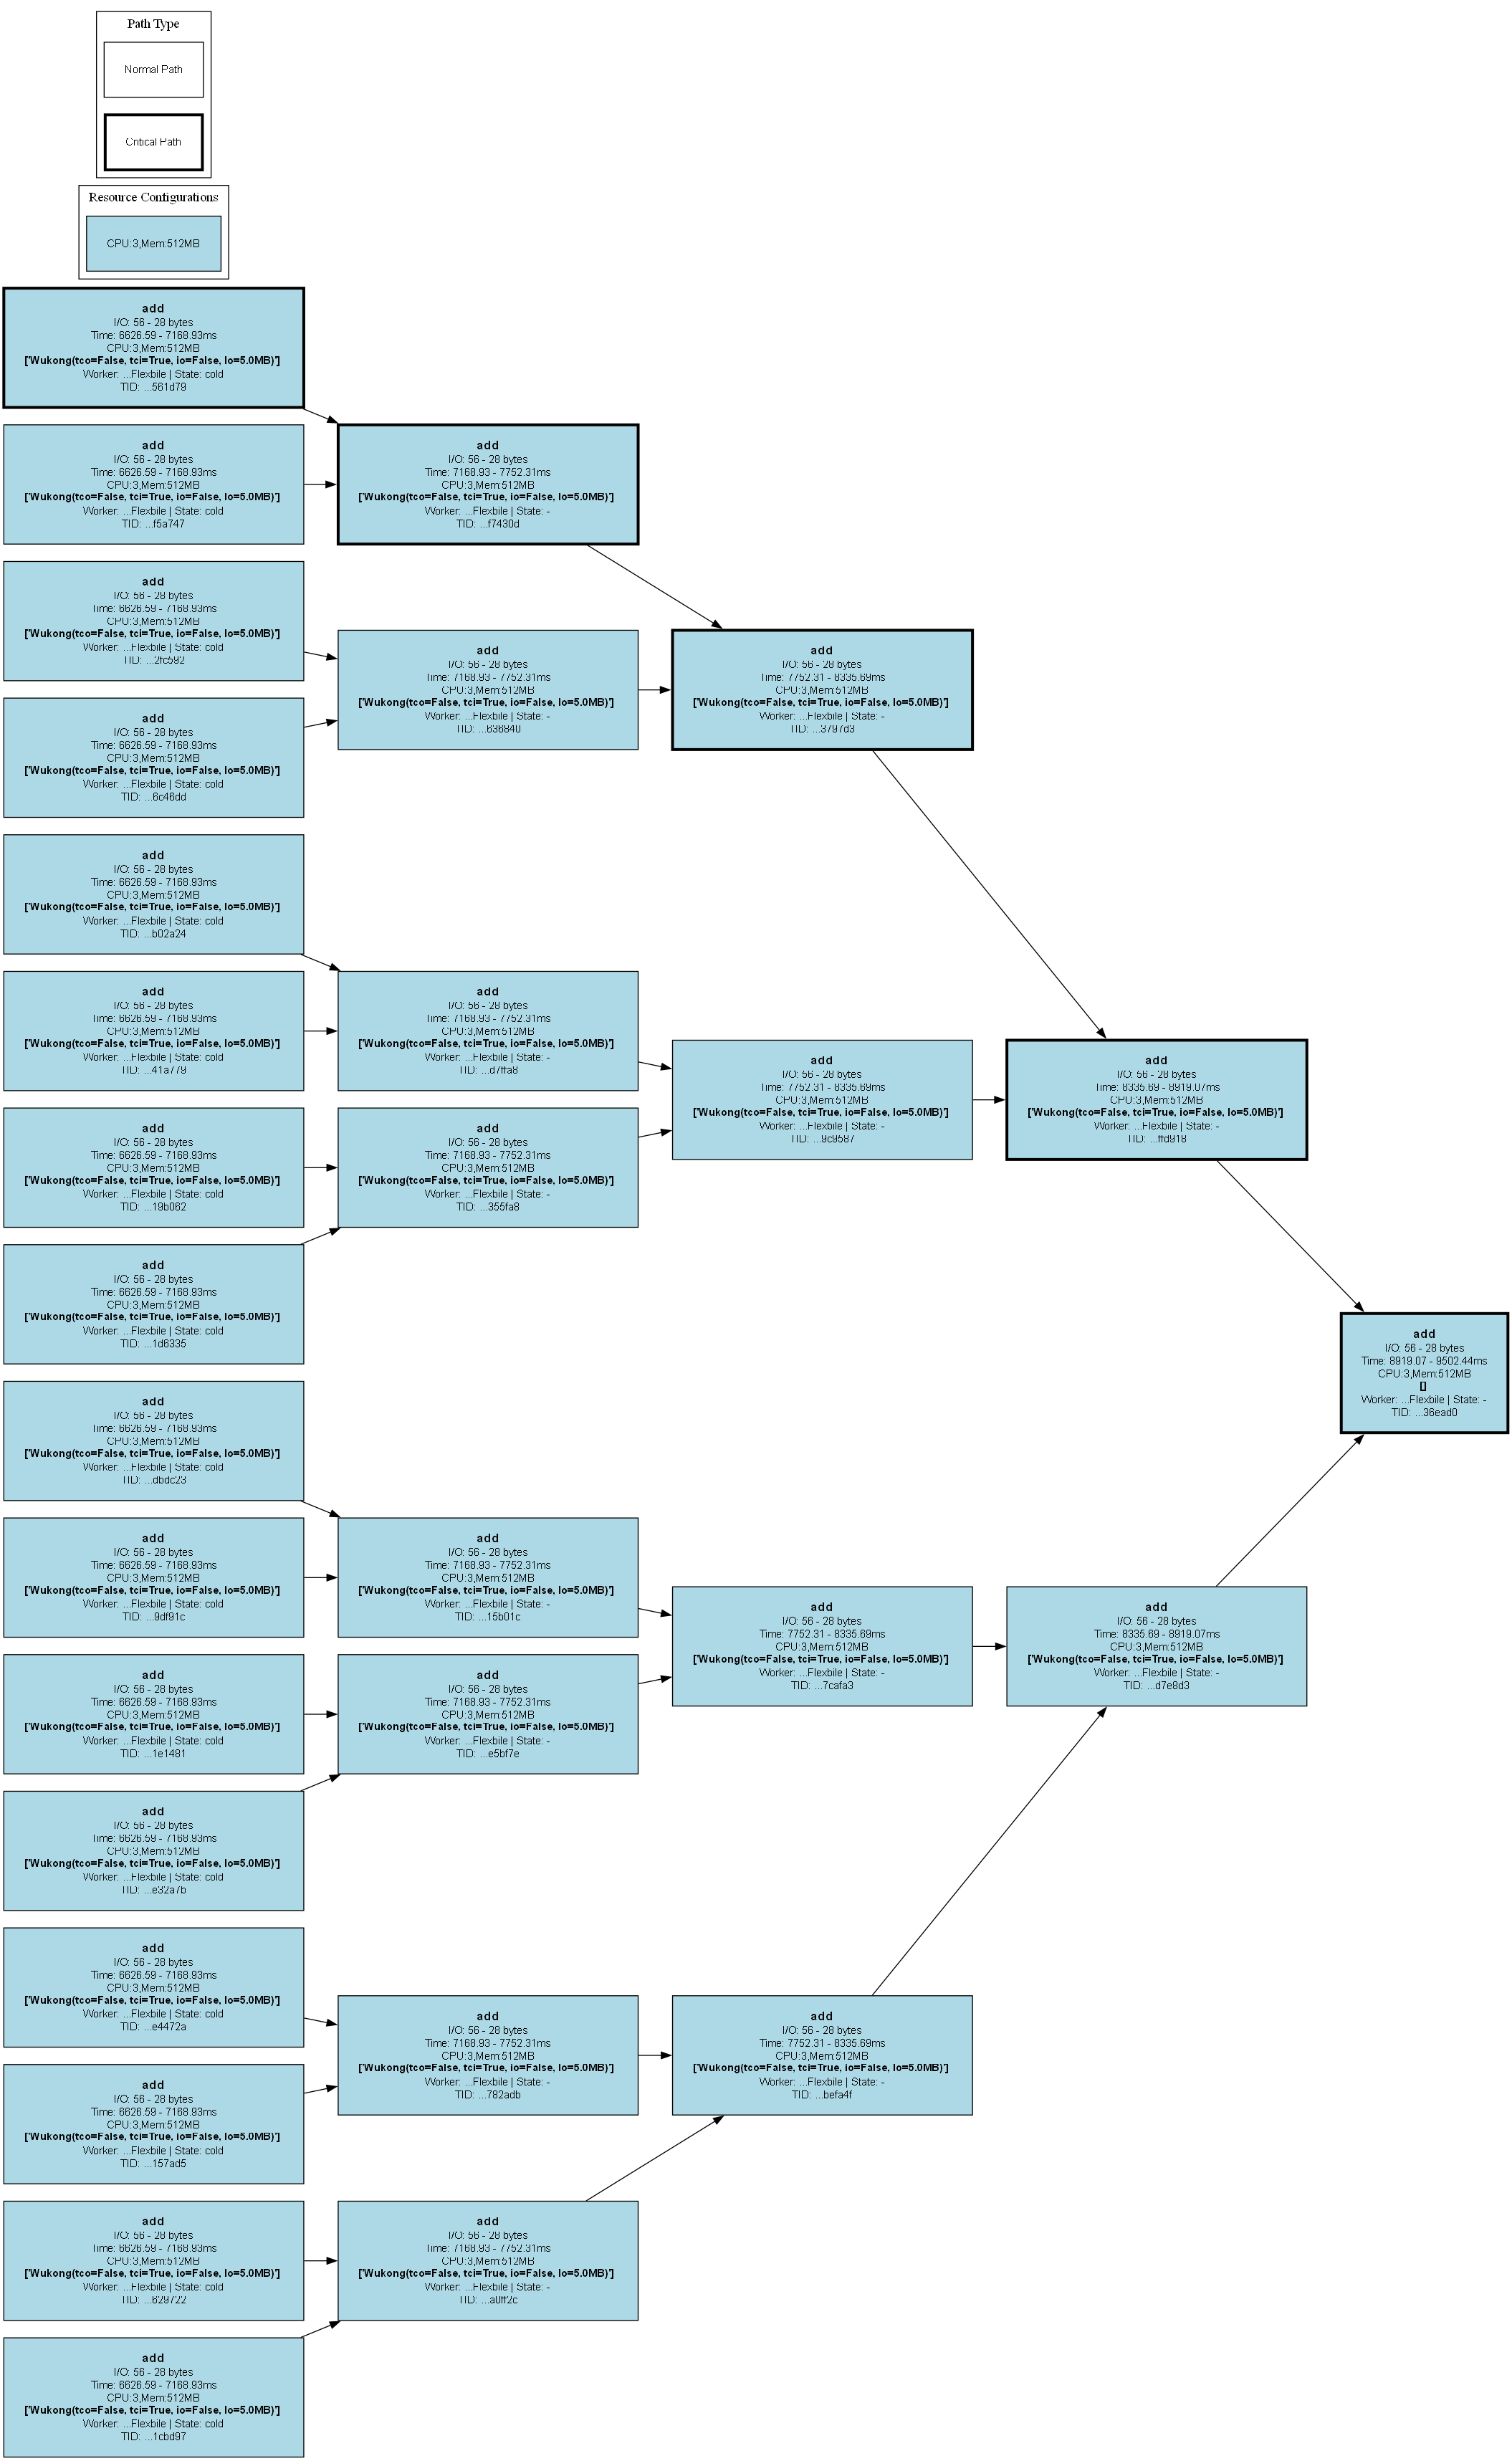 Path Type
Normal Path
Critical Path
Resource Configurations
CPU:3,Mem:512MB
add
I/O: 56 - 28 bytes
Time: 6626.59 - 7168.93ms
CPU:3,Mem:512MB
['Wukong(tco=False, tci=True, io=False, lo=5.0MB)']
Worker: ...Flexbile | State: cold
TID: ...561d79
add
I/O: 56 - 28 bytes
Time: 6626.59 - 7168.93ms
CPU:3,Mem:512MB
['Wukong(tco=False, tci=True, io=False, lo=5.0MB)']
Worker: ...Flexbile | State: cold
TID: ...f5a747
add
I/O: 56 - 28 bytes
Time: 7168.93 - 7752.31ms
CPU:3,Mem:512MB
['Wukong(tco=False, tci=True, io=False, lo=5.0MB)']
Worker: ...Flexbile | State: -
TID: ...f7430d
add
I/O: 56 - 28 bytes
Time: 6626.59 - 7168.93ms
CPU:3,Mem:512MB
['Wukong(tco=False, tci=True, io=False, lo=5.0MB)']
Worker: ...Flexbile | State: cold
TID: ...2fc592
add
I/O: 56 - 28 bytes
Time: 7168.93 - 7752.31ms
CPU:3,Mem:512MB
['Wukong(tco=False, tci=True, io=False, lo=5.0MB)']
Worker: ...Flexbile | State: -
TID: ...636840
add
I/O: 56 - 28 bytes
Time: 7752.31 - 8335.69ms
CPU:3,Mem:512MB
['Wukong(tco=False, tci=True, io=False, lo=5.0MB)']
Worker: ...Flexbile | State: -
TID: ...3797d3
add
I/O: 56 - 28 bytes
Time: 6626.59 - 7168.93ms
CPU:3,Mem:512MB
['Wukong(tco=False, tci=True, io=False, lo=5.0MB)']
Worker: ...Flexbile | State: cold
TID: ...6c46dd
add
I/O: 56 - 28 bytes
Time: 6626.59 - 7168.93ms
CPU:3,Mem:512MB
['Wukong(tco=False, tci=True, io=False, lo=5.0MB)']
Worker: ...Flexbile | State: cold
TID: ...b02a24
add
I/O: 56 - 28 bytes
Time: 6626.59 - 7168.93ms
CPU:3,Mem:512MB
['Wukong(tco=False, tci=True, io=False, lo=5.0MB)']
Worker: ...Flexbile | State: cold
TID: ...41a779
add
I/O: 56 - 28 bytes
Time: 7168.93 - 7752.31ms
CPU:3,Mem:512MB
['Wukong(tco=False, tci=True, io=False, lo=5.0MB)']
Worker: ...Flexbile | State: -
TID: ...d7ffa8
add
I/O: 56 - 28 bytes
Time: 7752.31 - 8335.69ms
CPU:3,Mem:512MB
['Wukong(tco=False, tci=True, io=False, lo=5.0MB)']
Worker: ...Flexbile | State: -
TID: ...9c9587
add
I/O: 56 - 28 bytes
Time: 8335.69 - 8919.07ms
CPU:3,Mem:512MB
['Wukong(tco=False, tci=True, io=False, lo=5.0MB)']
Worker: ...Flexbile | State: -
TID: ...ffd918
add
I/O: 56 - 28 bytes
Time: 6626.59 - 7168.93ms
CPU:3,Mem:512MB
['Wukong(tco=False, tci=True, io=False, lo=5.0MB)']
Worker: ...Flexbile | State: cold
TID: ...19b062
add
I/O: 56 - 28 bytes
Time: 7168.93 - 7752.31ms
CPU:3,Mem:512MB
['Wukong(tco=False, tci=True, io=False, lo=5.0MB)']
Worker: ...Flexbile | State: -
TID: ...355fa8
add
I/O: 56 - 28 bytes
Time: 6626.59 - 7168.93ms
CPU:3,Mem:512MB
['Wukong(tco=False, tci=True, io=False, lo=5.0MB)']
Worker: ...Flexbile | State: cold
TID: ...1d6335
add
I/O: 56 - 28 bytes
Time: 8919.07 - 9502.44ms
CPU:3,Mem:512MB
[]
Worker: ...Flexbile | State: -
TID: ...36ead0
add
I/O: 56 - 28 bytes
Time: 6626.59 - 7168.93ms
CPU:3,Mem:512MB
['Wukong(tco=False, tci=True, io=False, lo=5.0MB)']
Worker: ...Flexbile | State: cold
TID: ...dbdc23
add
I/O: 56 - 28 bytes
Time: 6626.59 - 7168.93ms
CPU:3,Mem:512MB
['Wukong(tco=False, tci=True, io=False, lo=5.0MB)']
Worker: ...Flexbile | State: cold
TID: ...9df91c
add
I/O: 56 - 28 bytes
Time: 7168.93 - 7752.31ms
CPU:3,Mem:512MB
['Wukong(tco=False, tci=True, io=False, lo=5.0MB)']
Worker: ...Flexbile | State: -
TID: ...15b01c
add
I/O: 56 - 28 bytes
Time: 7752.31 - 8335.69ms
CPU:3,Mem:512MB
['Wukong(tco=False, tci=True, io=False, lo=5.0MB)']
Worker: ...Flexbile | State: -
TID: ...7cafa3
add
I/O: 56 - 28 bytes
Time: 8335.69 - 8919.07ms
CPU:3,Mem:512MB
['Wukong(tco=False, tci=True, io=False, lo=5.0MB)']
Worker: ...Flexbile | State: -
TID: ...d7e8d3
add
I/O: 56 - 28 bytes
Time: 6626.59 - 7168.93ms
CPU:3,Mem:512MB
['Wukong(tco=False, tci=True, io=False, lo=5.0MB)']
Worker: ...Flexbile | State: cold
TID: ...1e1481
add
I/O: 56 - 28 bytes
Time: 7168.93 - 7752.31ms
CPU:3,Mem:512MB
['Wukong(tco=False, tci=True, io=False, lo=5.0MB)']
Worker: ...Flexbile | State: -
TID: ...e5bf7e
add
I/O: 56 - 28 bytes
Time: 6626.59 - 7168.93ms
CPU:3,Mem:512MB
['Wukong(tco=False, tci=True, io=False, lo=5.0MB)']
Worker: ...Flexbile | State: cold
TID: ...e32a7b
add
I/O: 56 - 28 bytes
Time: 6626.59 - 7168.93ms
CPU:3,Mem:512MB
['Wukong(tco=False, tci=True, io=False, lo=5.0MB)']
Worker: ...Flexbile | State: cold
TID: ...e4472a
add
I/O: 56 - 28 bytes
Time: 7168.93 - 7752.31ms
CPU:3,Mem:512MB
['Wukong(tco=False, tci=True, io=False, lo=5.0MB)']
Worker: ...Flexbile | State: -
TID: ...782adb
add
I/O: 56 - 28 bytes
Time: 7752.31 - 8335.69ms
CPU:3,Mem:512MB
['Wukong(tco=False, tci=True, io=False, lo=5.0MB)']
Worker: ...Flexbile | State: -
TID: ...befa4f
add
I/O: 56 - 28 bytes
Time: 6626.59 - 7168.93ms
CPU:3,Mem:512MB
['Wukong(tco=False, tci=True, io=False, lo=5.0MB)']
Worker: ...Flexbile | State: cold
TID: ...157ad5
add
I/O: 56 - 28 bytes
Time: 6626.59 - 7168.93ms
CPU:3,Mem:512MB
['Wukong(tco=False, tci=True, io=False, lo=5.0MB)']
Worker: ...Flexbile | State: cold
TID: ...629722
add
I/O: 56 - 28 bytes
Time: 7168.93 - 7752.31ms
CPU:3,Mem:512MB
['Wukong(tco=False, tci=True, io=False, lo=5.0MB)']
Worker: ...Flexbile | State: -
TID: ...a0ff2c
add
I/O: 56 - 28 bytes
Time: 6626.59 - 7168.93ms
CPU:3,Mem:512MB
['Wukong(tco=False, tci=True, io=False, lo=5.0MB)']
Worker: ...Flexbile | State: cold
TID: ...1cbd97